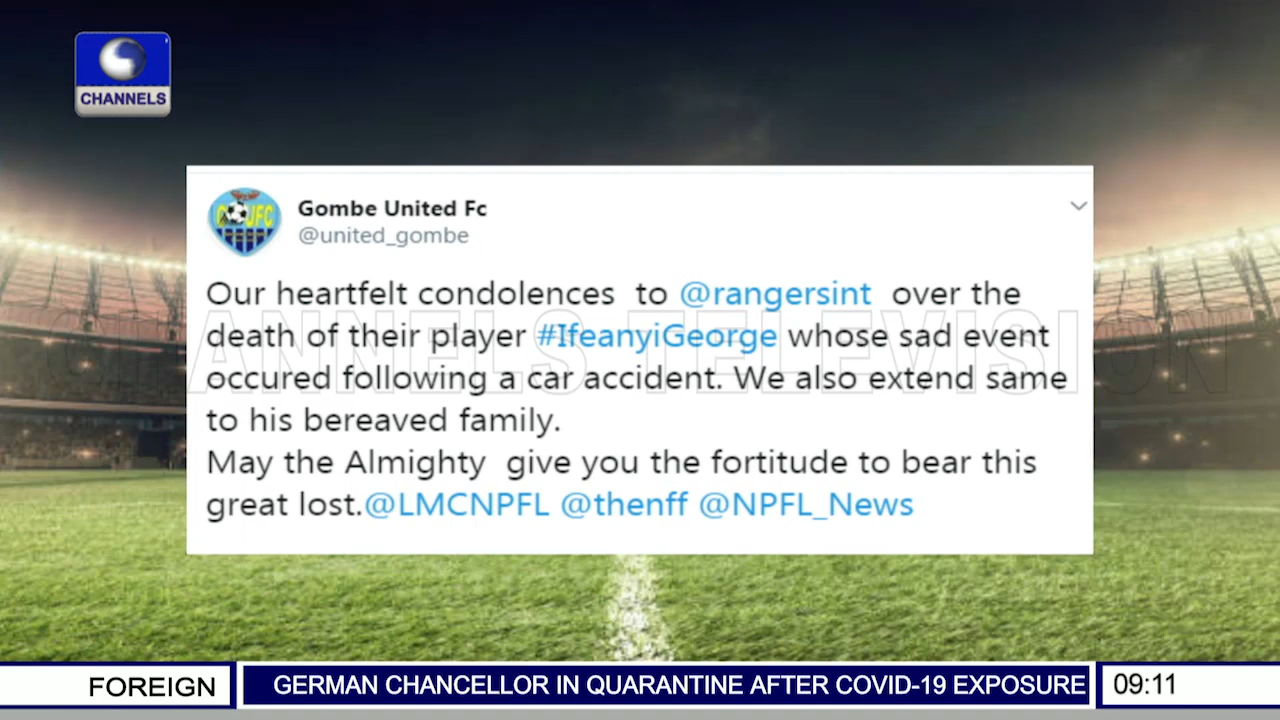 CHANNELS
Gombe United Fc
@united_gombe
Our heartfelt condolences to @rangersint over the
death of their player #IfeanyiGeorge whose sad event
occured following a car accident. We also extend same
to his bereaved family.
May the Almighty give you the fortitude to bear this
great lost.@LMCNPFL @thenff @NPFL_News
CHANNELS TELEVISION
FOREIGN
GERMAN CHANCELLOR IN QUARANTINE AFTER COVID-19 EXPOSURE
09:11